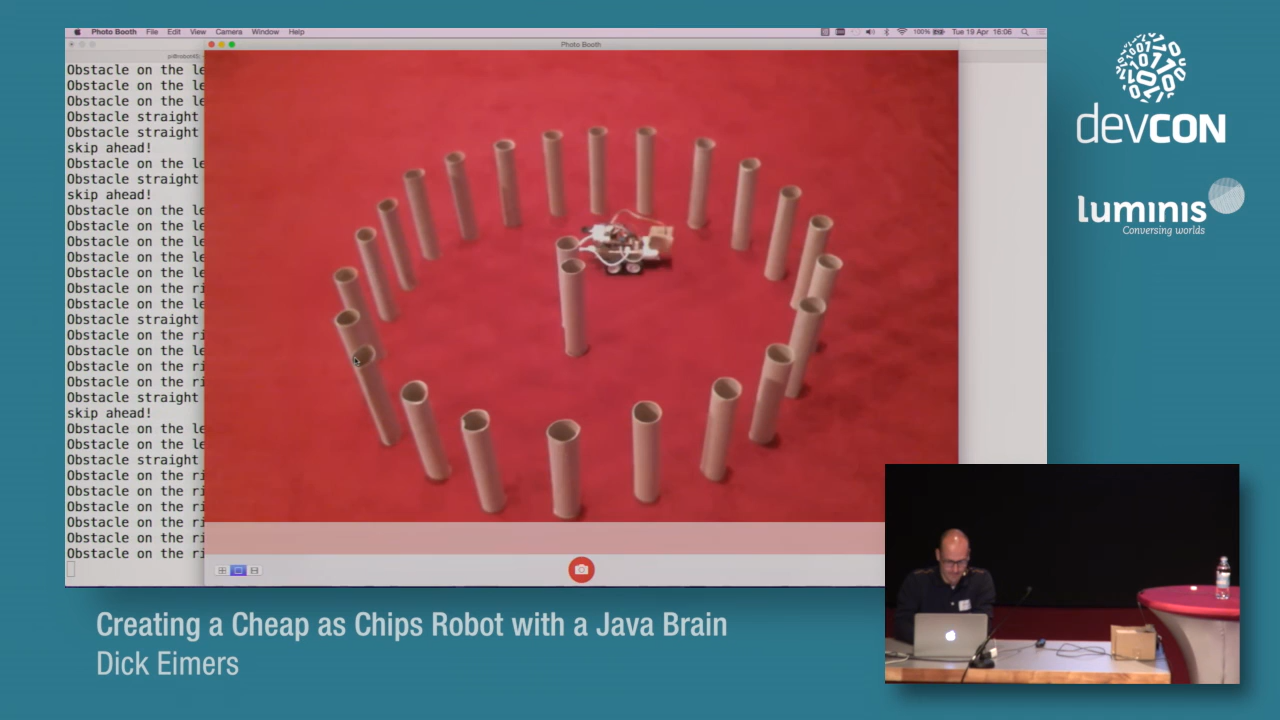 Photo Booth File Edit View Camera Window Help
100% Tue 19 Apr 16:06
Photo Booth
Obstacle on the le
Obstacle on the le
Obstacle on the le
Obstacle straight
Obstacle straight
skip ahead!
Obstacle on the le
Obstacle straight
skip ahead!
Obstacle on the le
Obstacle on the le
Obstacle on the le
Obstacle on the le
Obstacle on the le
Obstacle on the ri
Obstacle on the le
Obstacle straight
Obstacle on the ri
Obstacle on the le
Obstacle on the ri
Obstacle on the ri
Obstacle straight
skip ahead!
Obstacle on the le
Obstacle on the le
Obstacle straight
Obstacle on the ri
Obstacle on the ri
Obstacle on the ri
Obstacle on the ri
Obstacle on the ri
Obstacle on the ri
devCON
luminis
Conversing worlds
Creating a Cheap as Chips Robot with a Java Brain
Dick Eimers